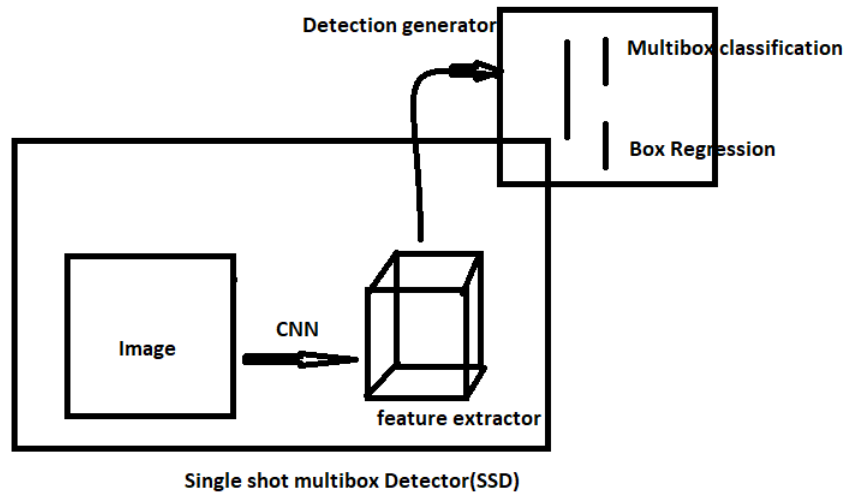 Detection generator
Multibox classification
Box Regression
CNN
Image
feature extractor
Single shot multibox Detector(SSD)